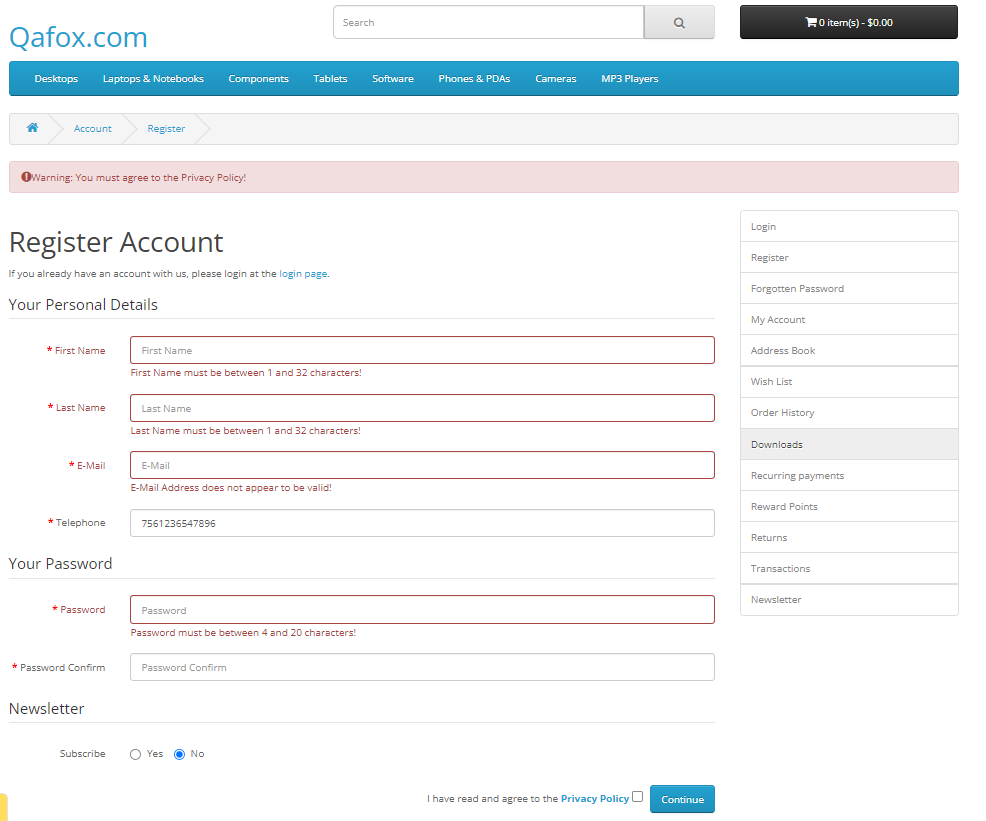 Qafox.com
Search
0 item(s) - $0.00
Desktops Laptops & Notebooks Components Tablets Software Phones & PDAs Cameras MP3 Players
Account Register
Warning: You must agree to the Privacy Policy!
Register Account
If you already have an account with us, please login at the login page.
Your Personal Details
* First Name First Name
First Name must be between 1 and 32 characters!
* Last Name Last Name
Last Name must be between 1 and 32 characters!
* E-Mail E-Mail
E-Mail Address does not appear to be valid!
* Telephone 7561236547896
Your Password
* Password Password
Password must be between 4 and 20 characters!
* Password Confirm Password Confirm
Newsletter
Subscribe Yes No
I have read and agree to the Privacy Policy Continue
Login
Register
Forgotten Password
My Account
Address Book
Wish List
Order History
Downloads
Recurring payments
Reward Points
Returns
Transactions
Newsletter